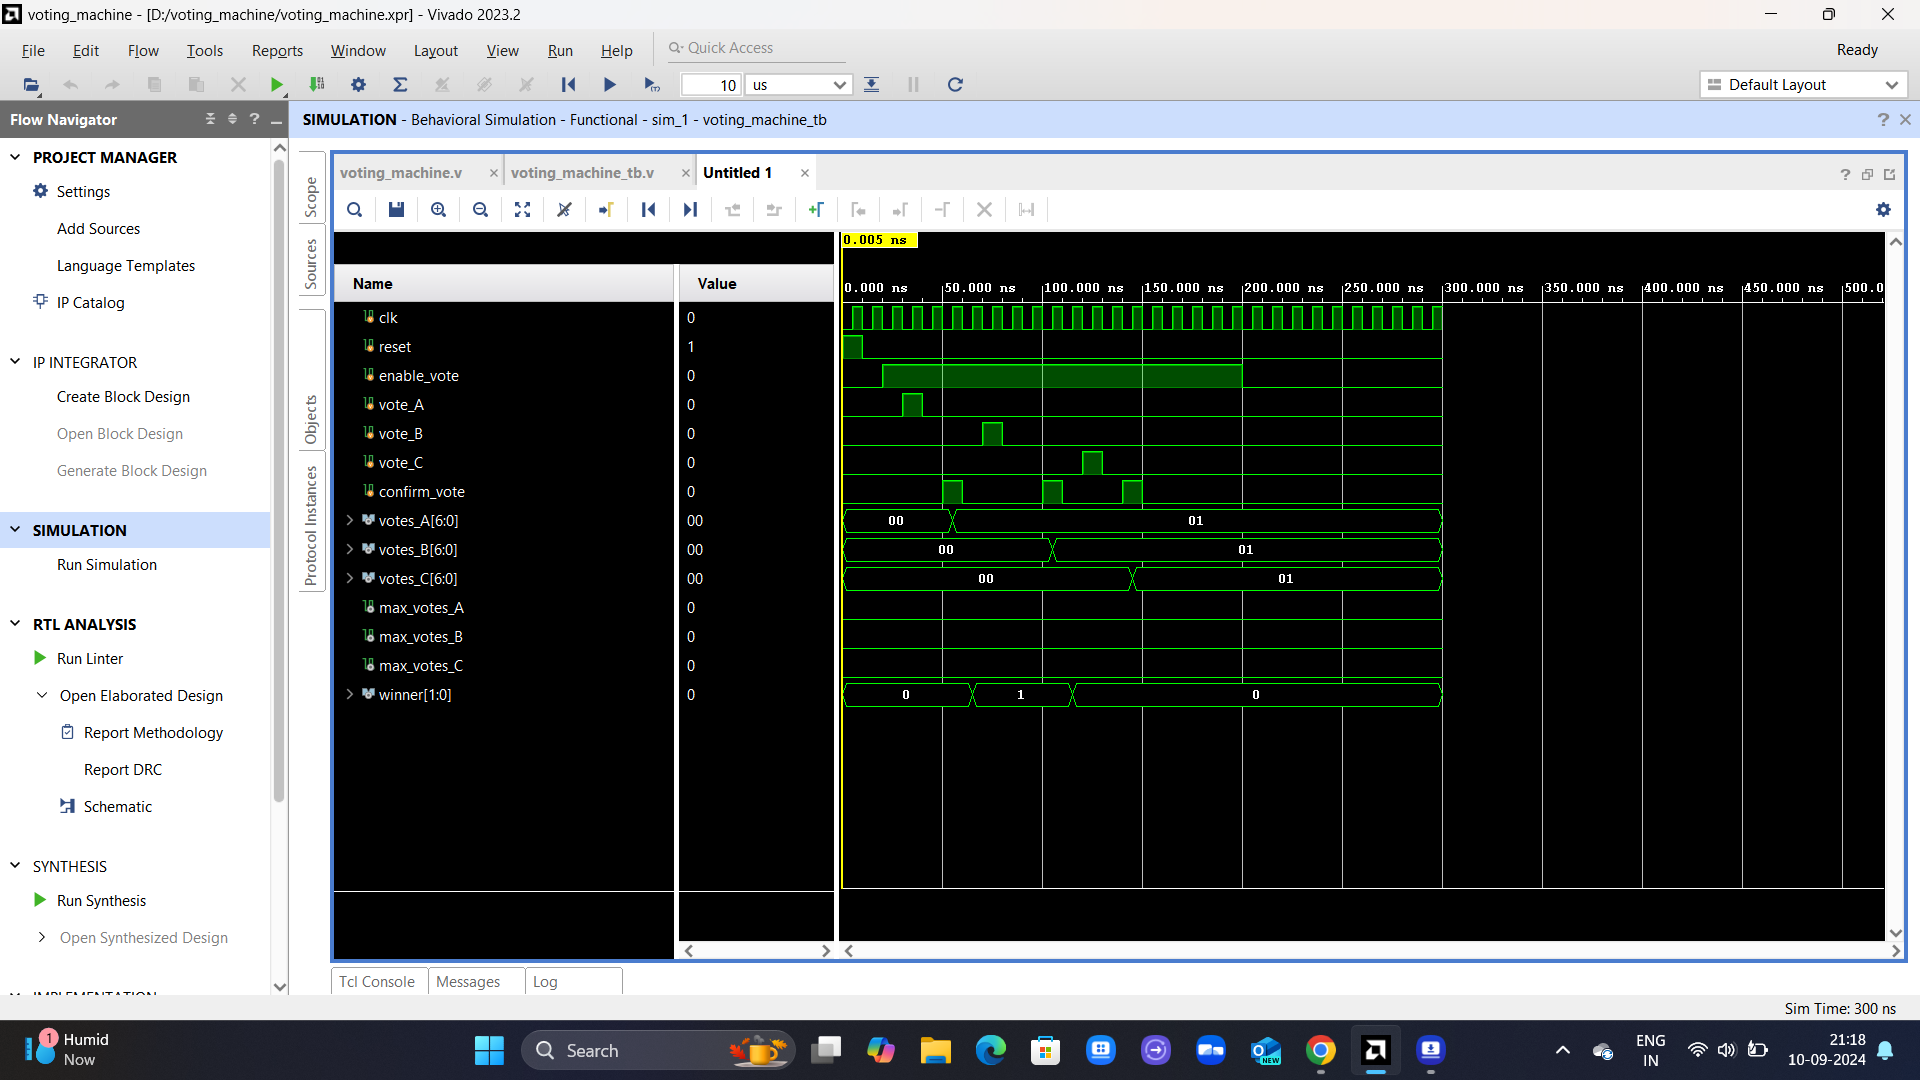 voting_machine - [D:/voting_machine/voting_machine.xpr] - Vivado 2023.2
File Edit Flow Tools Reports Window Layout View Run Help Quick Access Ready
10 us Default Layout
Flow Navigator
PROJECT MANAGER
Settings
Add Sources
Language Templates
IP Catalog
IP INTEGRATOR
Create Block Design
Open Block Design
Generate Block Design
SIMULATION
Run Simulation
RTL ANALYSIS
Run Linter
Open Elaborated Design
Report Methodology
Report DRC
Schematic
SYNTHESIS
Run Synthesis
Open Synthesized Design
IMPLEMENTATION
SIMULATION - Behavioral Simulation - Functional - sim_1 - voting_machine_tb
Scope
Sources
Objects
Protocol Instances
voting_machine.v voting_machine_tb.v Untitled 1
0.005 ns
Name Value
0.000 ns 50.000 ns 100.000 ns 150.000 ns 200.000 ns 250.000 ns 300.000 ns 350.000 ns 400.000 ns 450.000 ns 500.0
clk 0
reset 1
enable_vote 0
vote_A 0
vote_B 0
vote_C 0
confirm_vote 0
votes_A[6:0] 00 00 01
votes_B[6:0] 00 00 01
votes_C[6:0] 00 00 01
max_votes_A 0
max_votes_B 0
max_votes_C 0
winner[1:0] 0 0 1 0
Tcl Console Messages Log
Sim Time: 300 ns
1 Humid
Now
Search
NEW
ENG
IN
21:18
10-09-2024